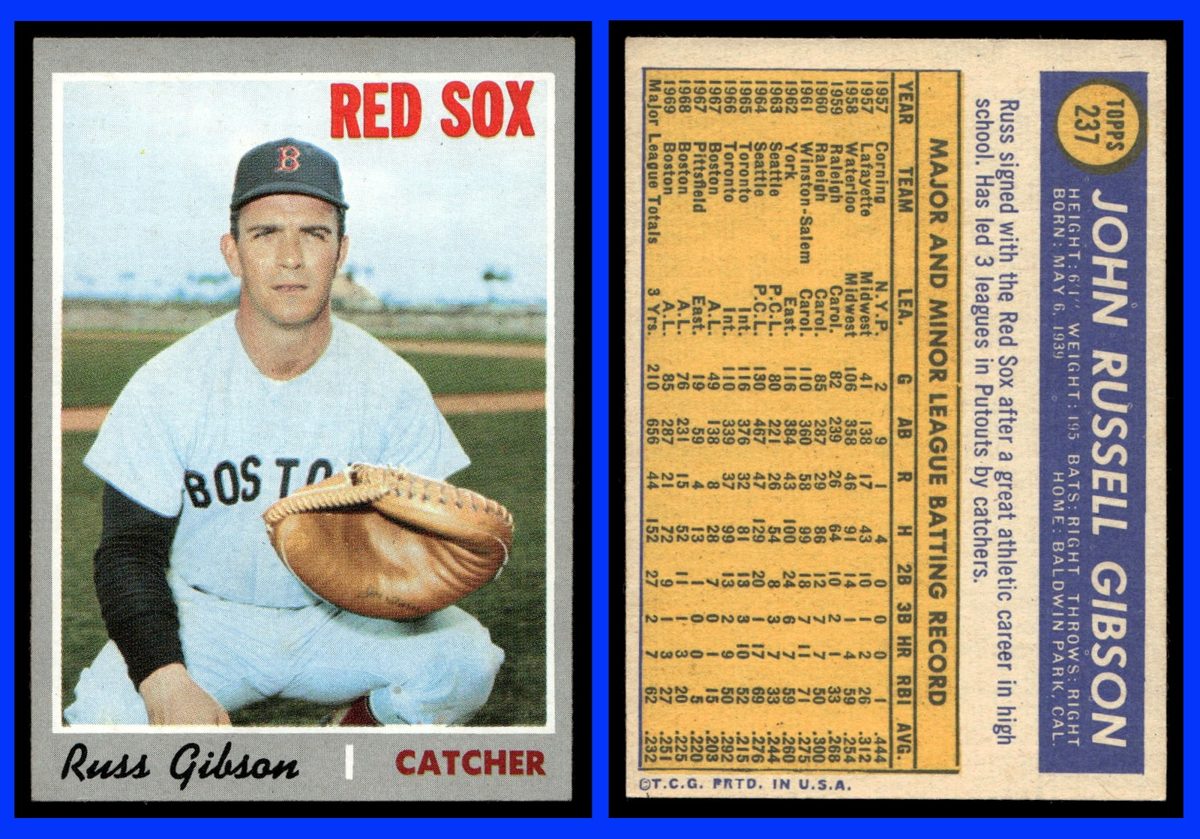 RED SOX
B
BOSTO
Russ Gibson | CATCHER
TOPPS
237
JOHN RUSSELL GIBSON
HEIGHT: 6'1" WEIGHT: 195 BATS: RIGHT THROWS: RIGHT
BORN: MAY 6, 1939 HOME: BALDWIN PARK, CAL.
Russ signed with the Red Sox after a great athletic career in high
school. Has led 3 leagues in Putouts by catchers.
MAJOR AND MINOR LEAGUE BATTING RECORD
YEAR TEAM LEA. G AB R H 2B 3B HR RBI AVG.
1957 Corning N.Y.P. 2 9 1 4 0 0 0 1 .444
1957 Lafayette Midwest 41 138 17 43 1 26 .312
1958 Waterloo Midwest 106 358 46 91 14 1 4 59 .254
1959 Raleigh Carol. 82 239 26 64 10 2 1 33 .268
1960 Raleigh Carol. 85 287 29 86 12 1 7 50 .300
1961 Winston-Salem Carol. 110 360 58 99 11 71 .275
1962 York East. 116 384 43 100 24 6 7 59 .260
1963 Seattle P.C.L. 80 221 26 54 8 3 7 33 .244
1964 Seattle P.C.L. 130 467 47 129 20 69 .276
1965 Toronto Int. 116 376 32 81 13 3 10 52 .215
1966 Toronto Int. 110 339 37 99 2 9 50 .292
1967 Boston A.L. 49 138 8 28 7 0 1 15 .203
1967 Pittsfield East. 19 59 4 13 1 0 0 5 .220
1968 Boston A.L. 76 231 15 52 11 1 3 20 .225
1969 Boston A.L. 85 287 21 72 9 1 3 27 .251
Major League Totals 3 Yrs. 210 656 44 152 27 2 7 62 .232
©T.C.G. PRTD. IN U.S.A.